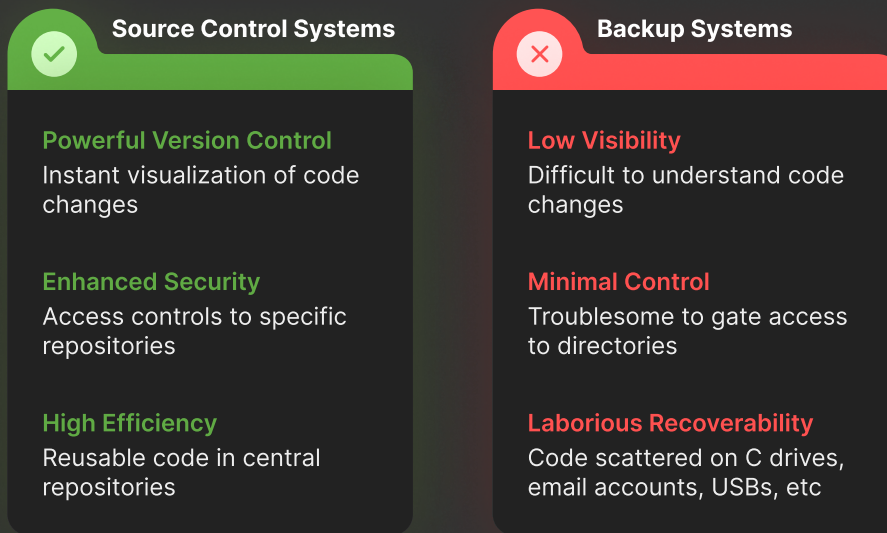 Source Control Systems
Powerful Version Control
Instant visualization of code
changes
Enhanced Security
Access controls to specific
repositories
High Efficiency
Reusable code in central
repositories
Backup Systems
Low Visibility
Difficult to understand code
changes
Minimal Control
Troublesome to gate access
to directories
Laborious Recoverability
Code scattered on C drives,
email accounts, USBs, etc